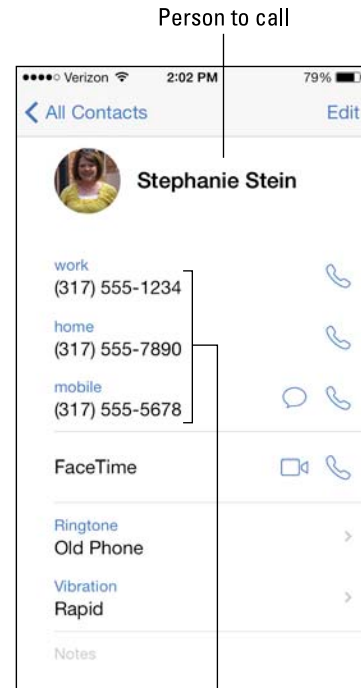 Person to call
Verizon 2:02 PM 79%
All Contacts Edit
Stephanie Stein
work
(317) 555-1234
home
(317) 555-7890
mobile
(317) 555-5678
FaceTime
Ringtone
Old Phone
Vibration
Rapid
Notes